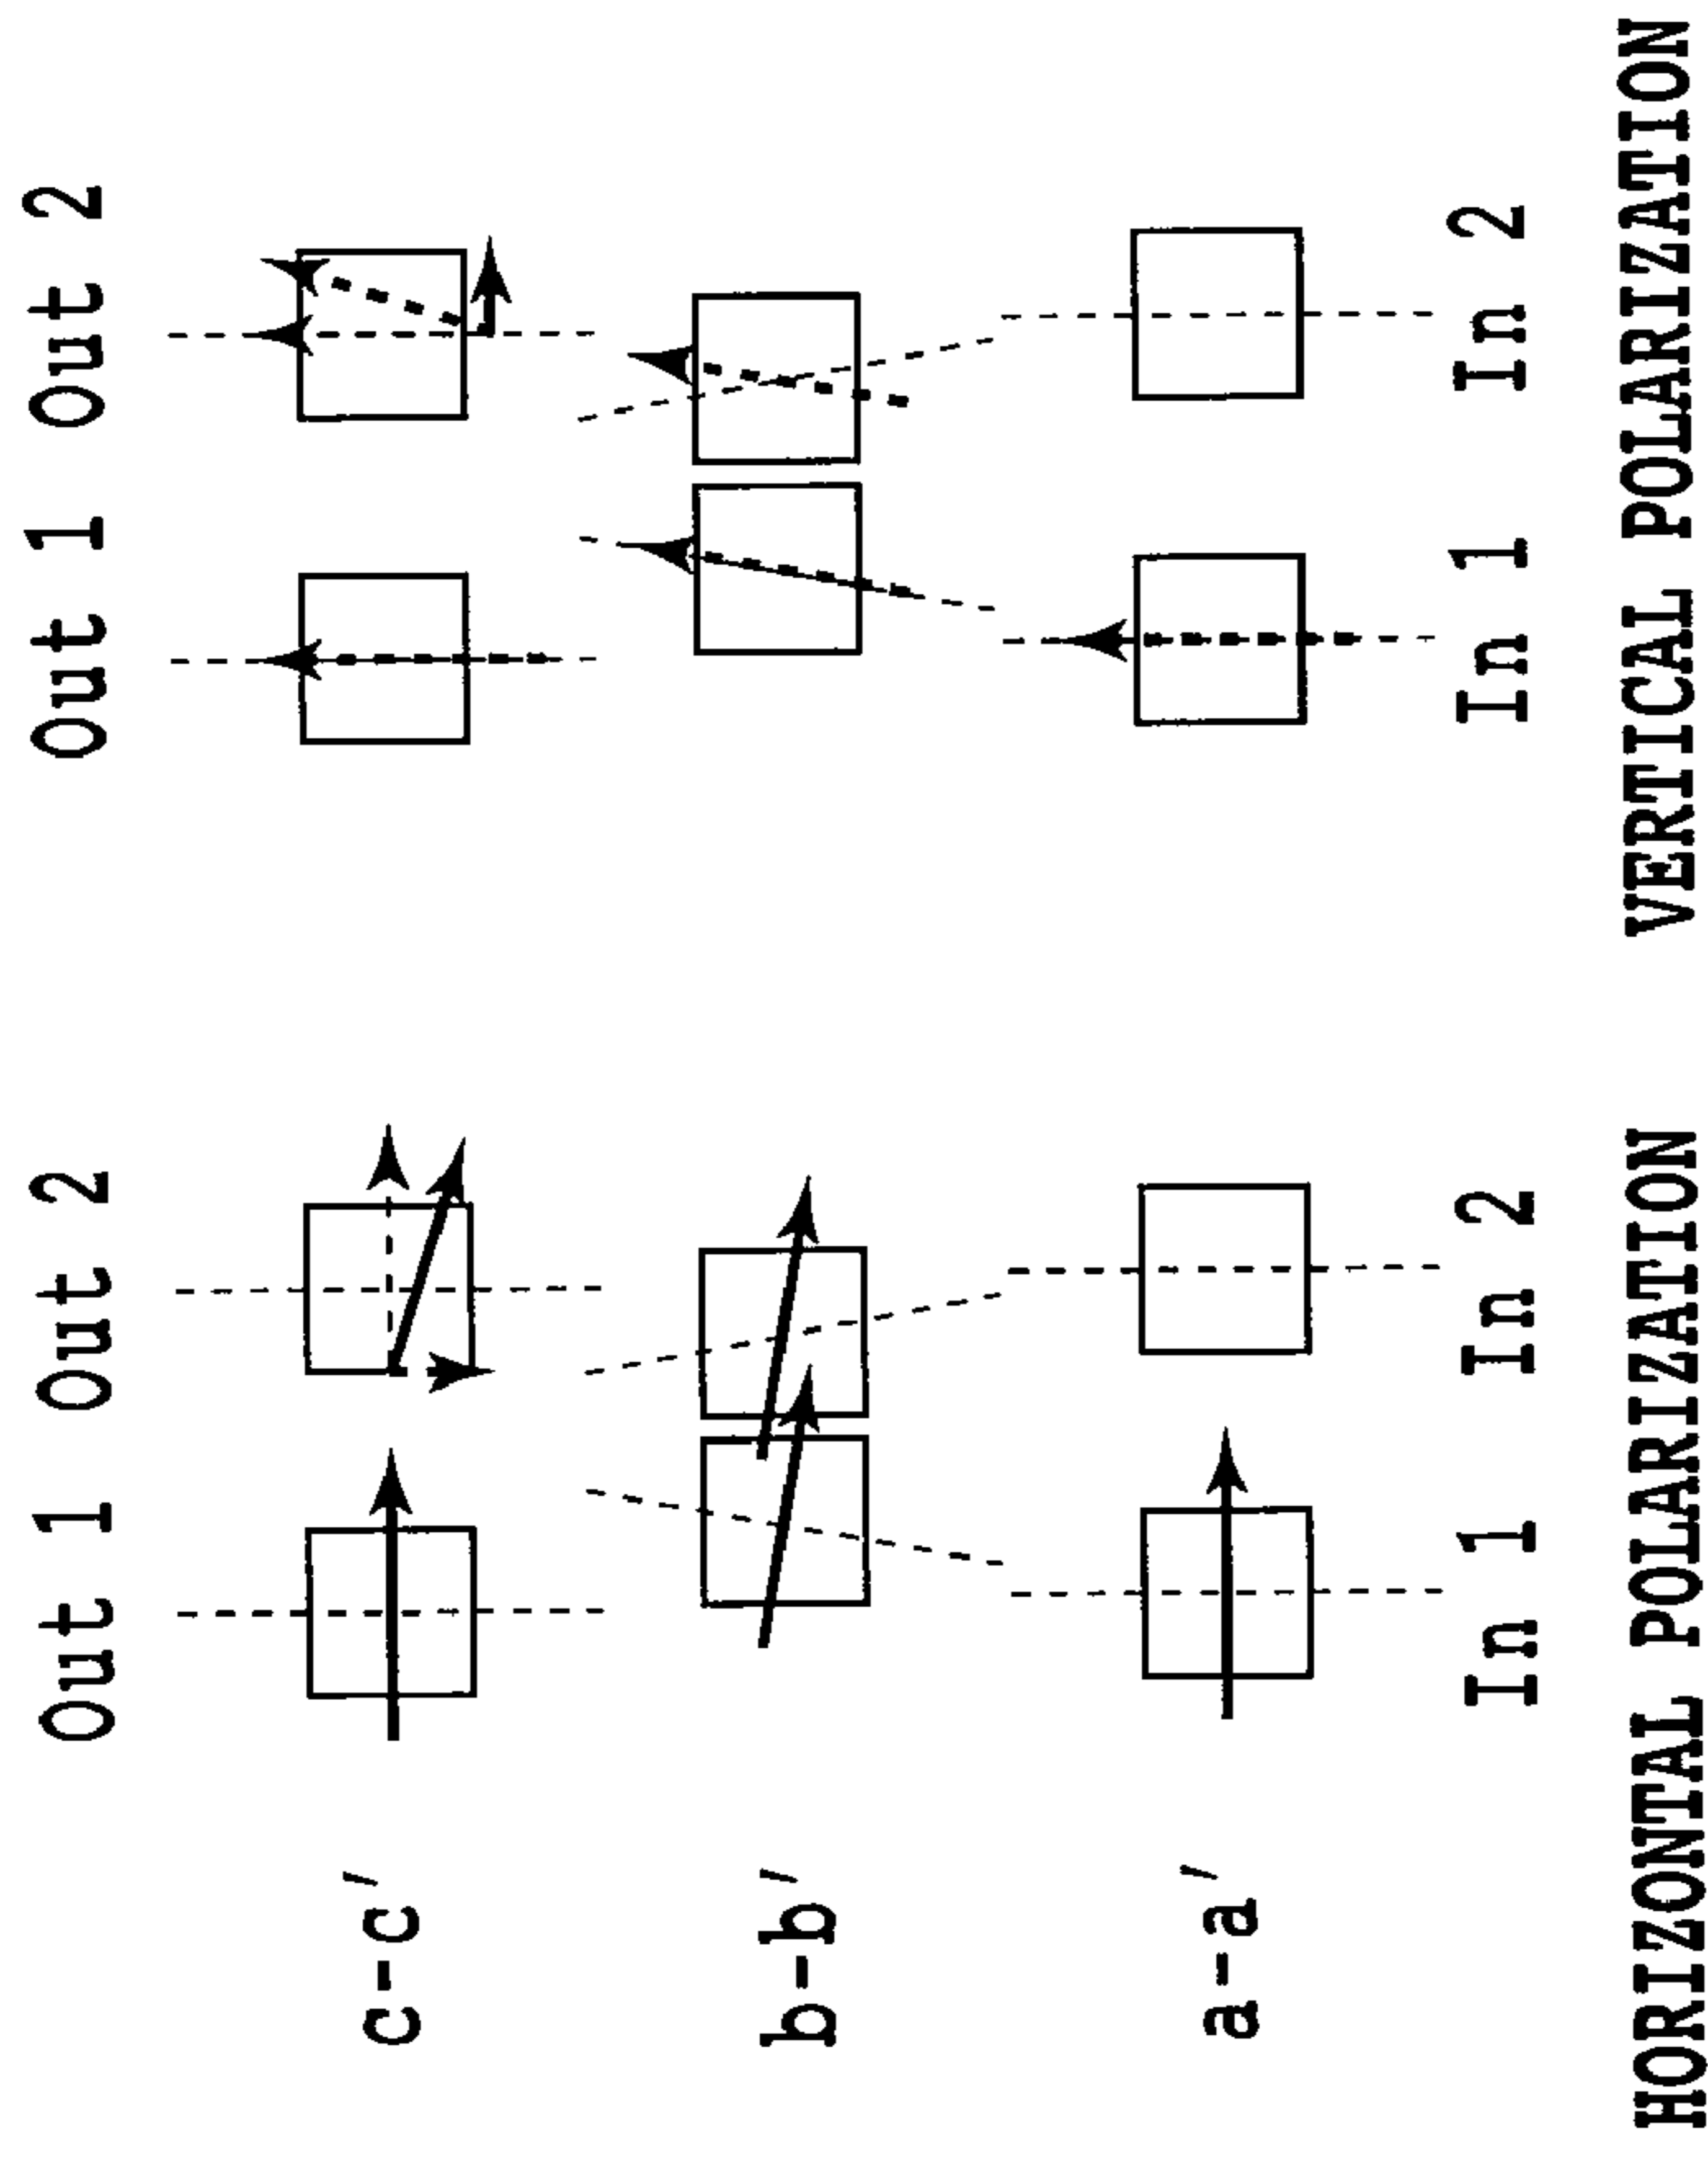 Out 1 Out 2
Out 1 Out 2
c-c'
b-b'
a-a'
In 1 In 2
In 1 In 2
HORIZONTAL POLARIZATION
VERTICAL POLARIZATION